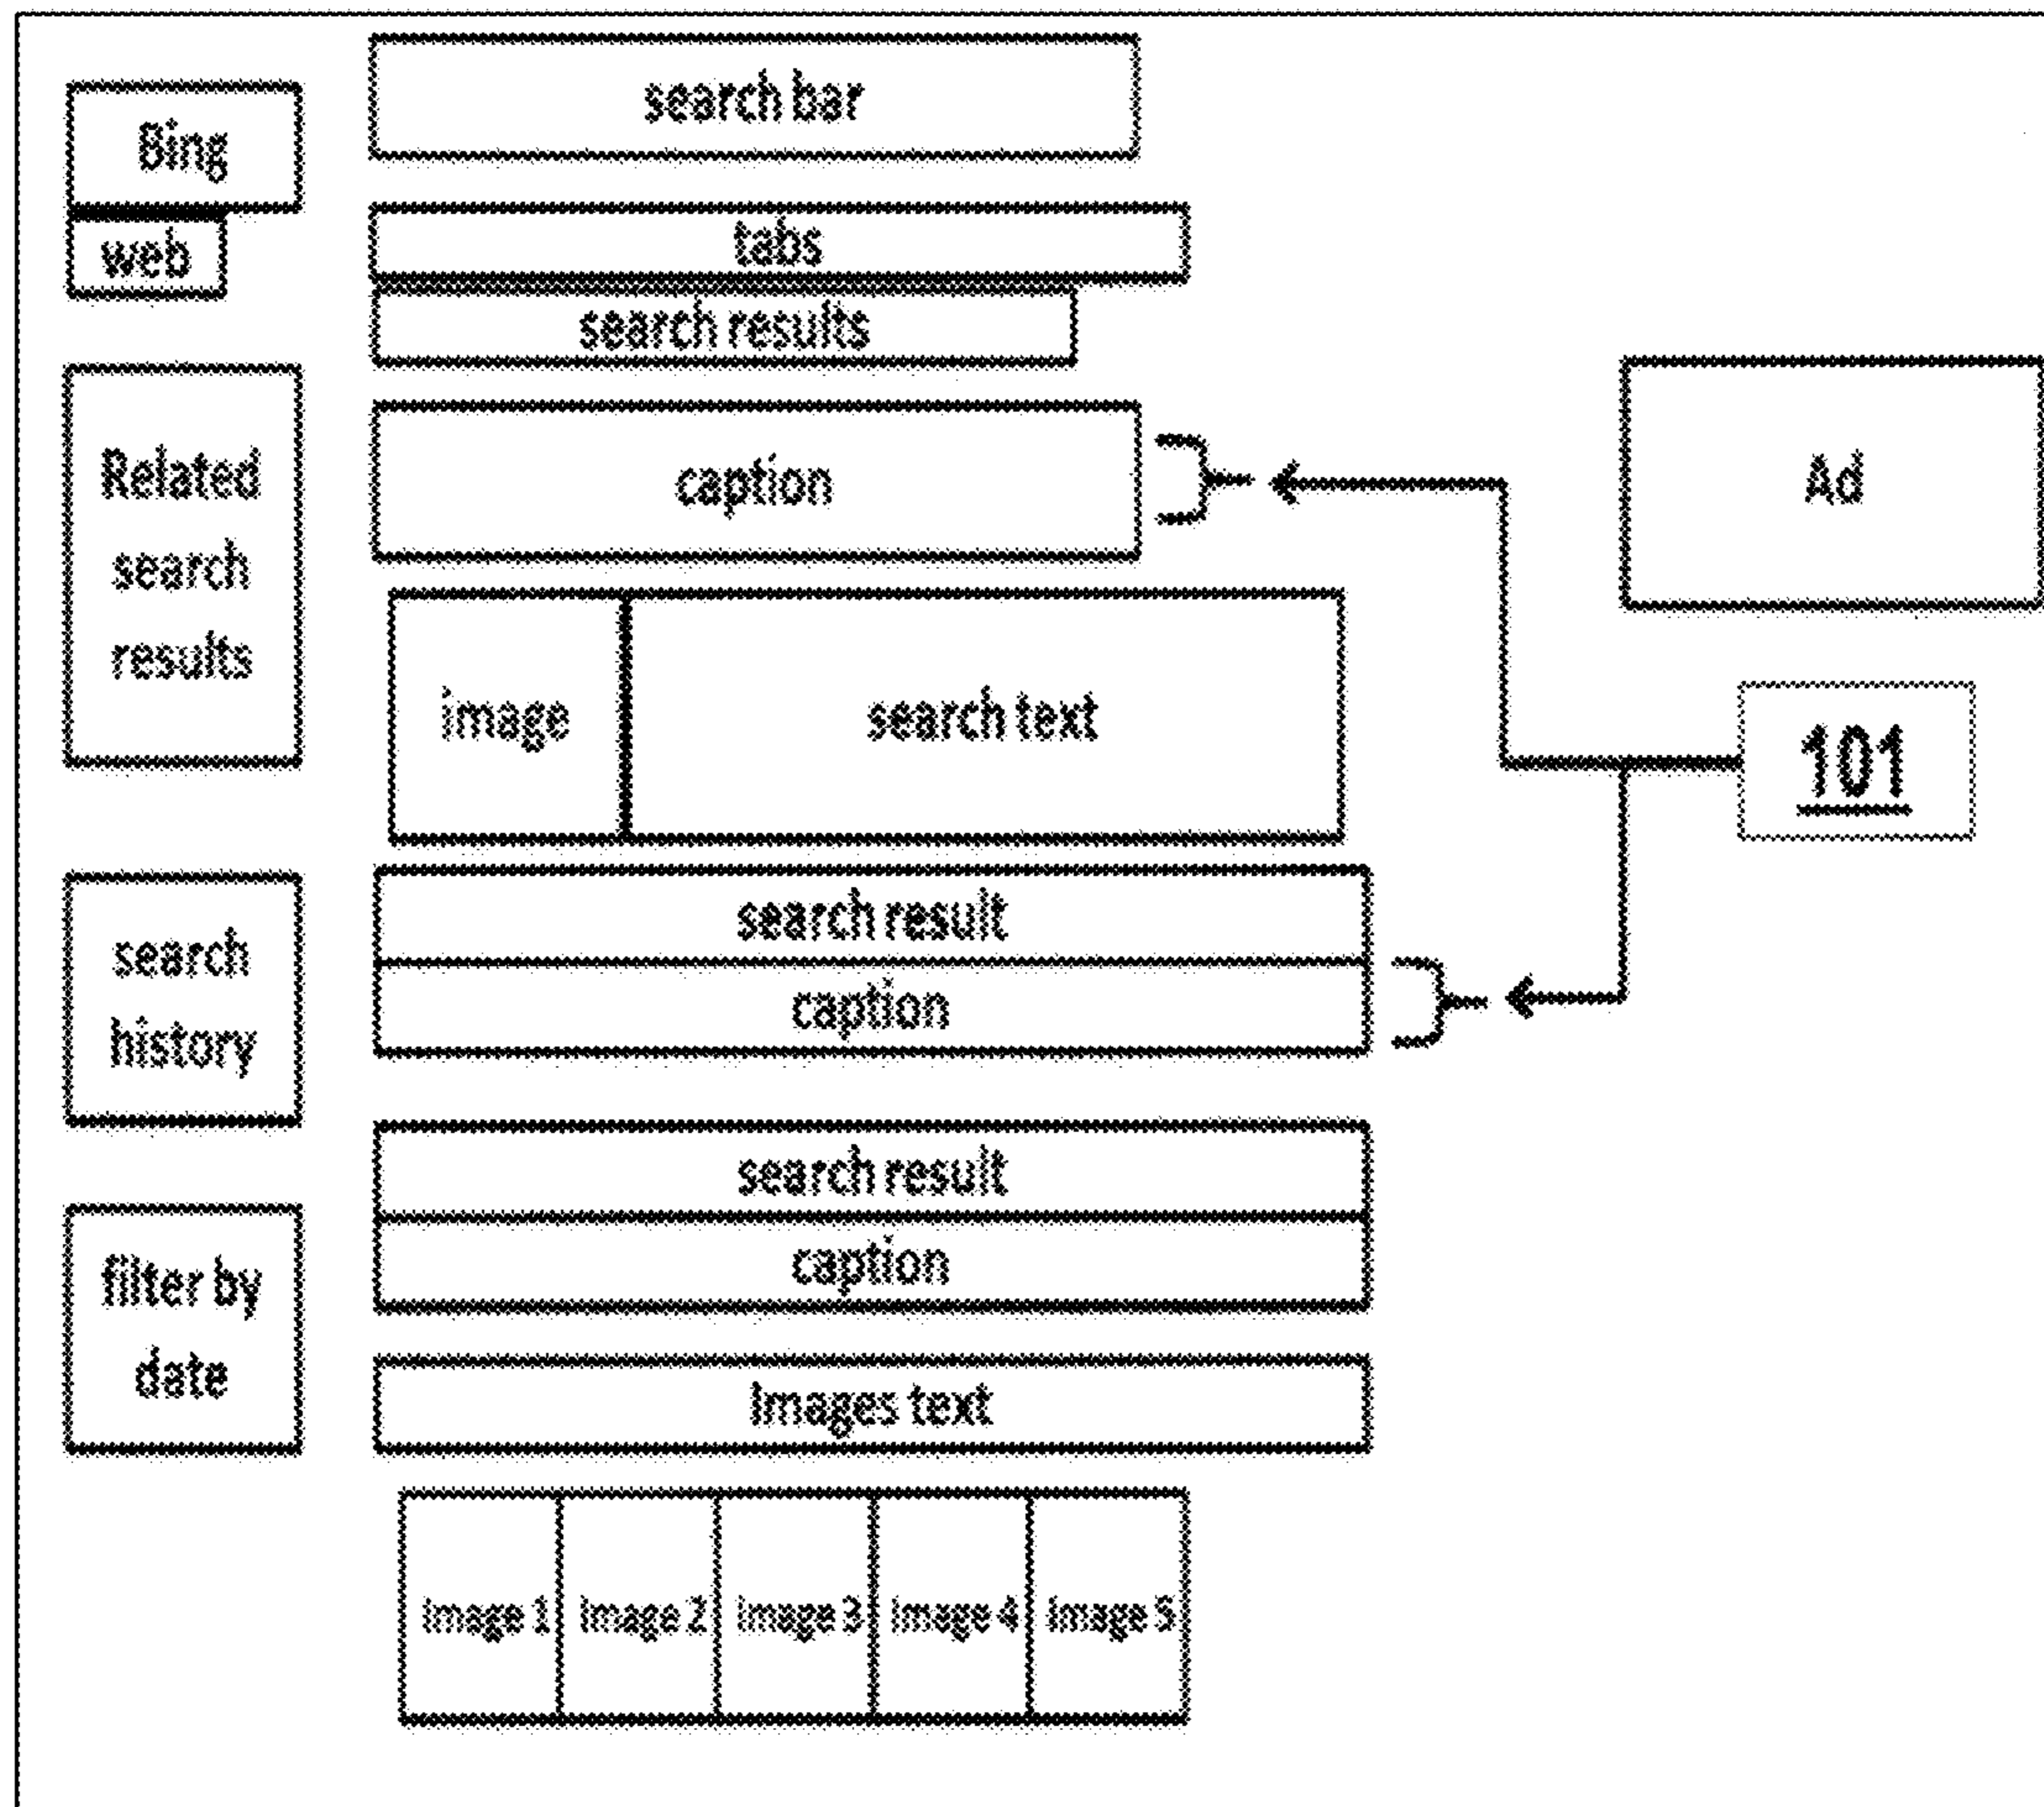 Bing
web
search bar
tabs
search results
Related
search
results
caption
Ad
image
search text
101
search
history
search result
caption
search result
caption
filter by
date
Images text
image 1
image 2
image 3
image 4
image 5